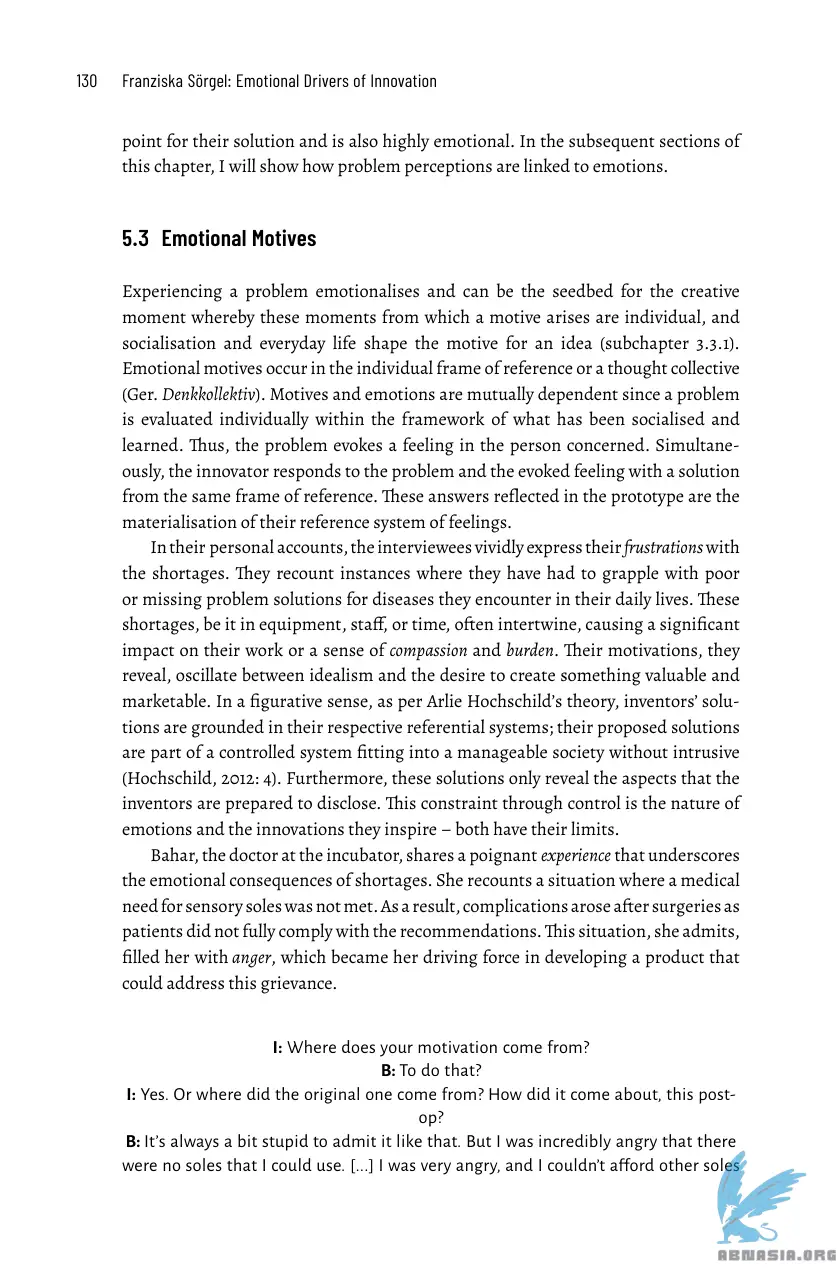 130 Franziska Sörgel: Emotional Drivers of Innovation
point for their solution and is also highly emotional. In the subsequent sections of
this chapter, I will show how problem perceptions are linked to emotions.
5.3 Emotional Motives
Experiencing a problem emotionalises and can be the seedbed for the creative
moment whereby these moments from which a motive arises are individual, and
socialisation and everyday life shape the motive for an idea (subchapter 3.3.1).
Emotional motives occur in the individual frame of reference or a thought collective
(Ger. Denkkollektiv). Motives and emotions are mutually dependent since a problem
is evaluated individually within the framework of what has been socialised and
learned. Thus, the problem evokes a feeling in the person concerned. Simultane-
ously, the innovator responds to the problem and the evoked feeling with a solution
from the same frame of reference. These answers reflected in the prototype are the
materialisation of their reference system of feelings.
In their personal accounts, the interviewees vividly express their frustrations with
the shortages. They recount instances where they have had to grapple with poor
or missing problem solutions for diseases they encounter in their daily lives. These
shortages, be it in equipment, staff, or time, often intertwine, causing a significant
impact on their work or a sense of compassion and burden. Their motivations, they
reveal, oscillate between idealism and the desire to create something valuable and
marketable. In a figurative sense, as per Arlie Hochschild's theory, inventors' solu-
tions are grounded in their respective referential systems; their proposed solutions
are part of a controlled system fitting into a manageable society without intrusive
(Hochschild, 2012: 4). Furthermore, these solutions only reveal the aspects that the
inventors are prepared to disclose. This constraint through control is the nature of
emotions and the innovations they inspire – both have their limits.
Bahar, the doctor at the incubator, shares a poignant experience that underscores
the emotional consequences of shortages. She recounts a situation where a medical
need for sensory soles was not met. As a result, complications arose after surgeries as
patients did not fully comply with the recommendations. This situation, she admits,
filled her with anger, which became her driving force in developing a product that
could address this grievance.
I: Where does your motivation come from?
B: To do that?
I: Yes. Or where did the original one come from? How did it come about, this post-
op?
B: It's always a bit stupid to admit it like that. But I was incredibly angry that there
were no soles that I could use. [...] I was very angry, and I couldn't afford other soles
ABNASIA.ORG